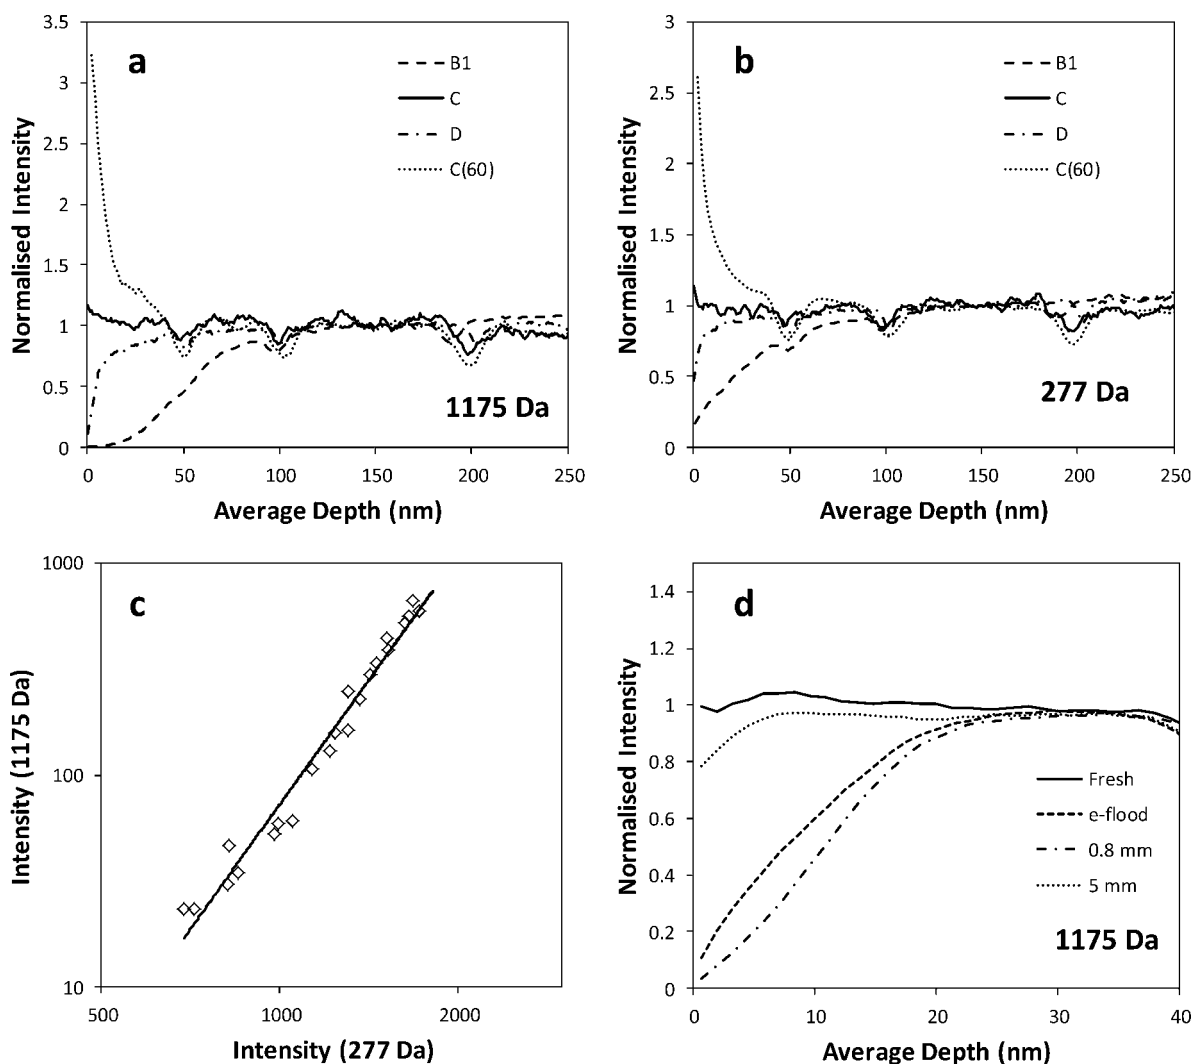 a
3.5
3
2.5
2
1.5
1
0.5
0
0 50 100 150 200 250
Normalised Intensity
Average Depth (nm)
B1
C
D
C(60)
1175 Da
b
3
2.5
2
1.5
1
0.5
0
0 50 100 150 200 250
Normalised Intensity
Average Depth (nm)
B1
C
D
C(60)
277 Da
c
1000
100
10
500 1000 2000
Intensity (1175 Da)
Intensity (277 Da)
d
1.4
1.2
1
0.8
0.6
0.4
0.2
0
0 10 20 30 40
Normalised Intensity
Average Depth (nm)
Fresh
e-flood
0.8 mm
5 mm
1175 Da